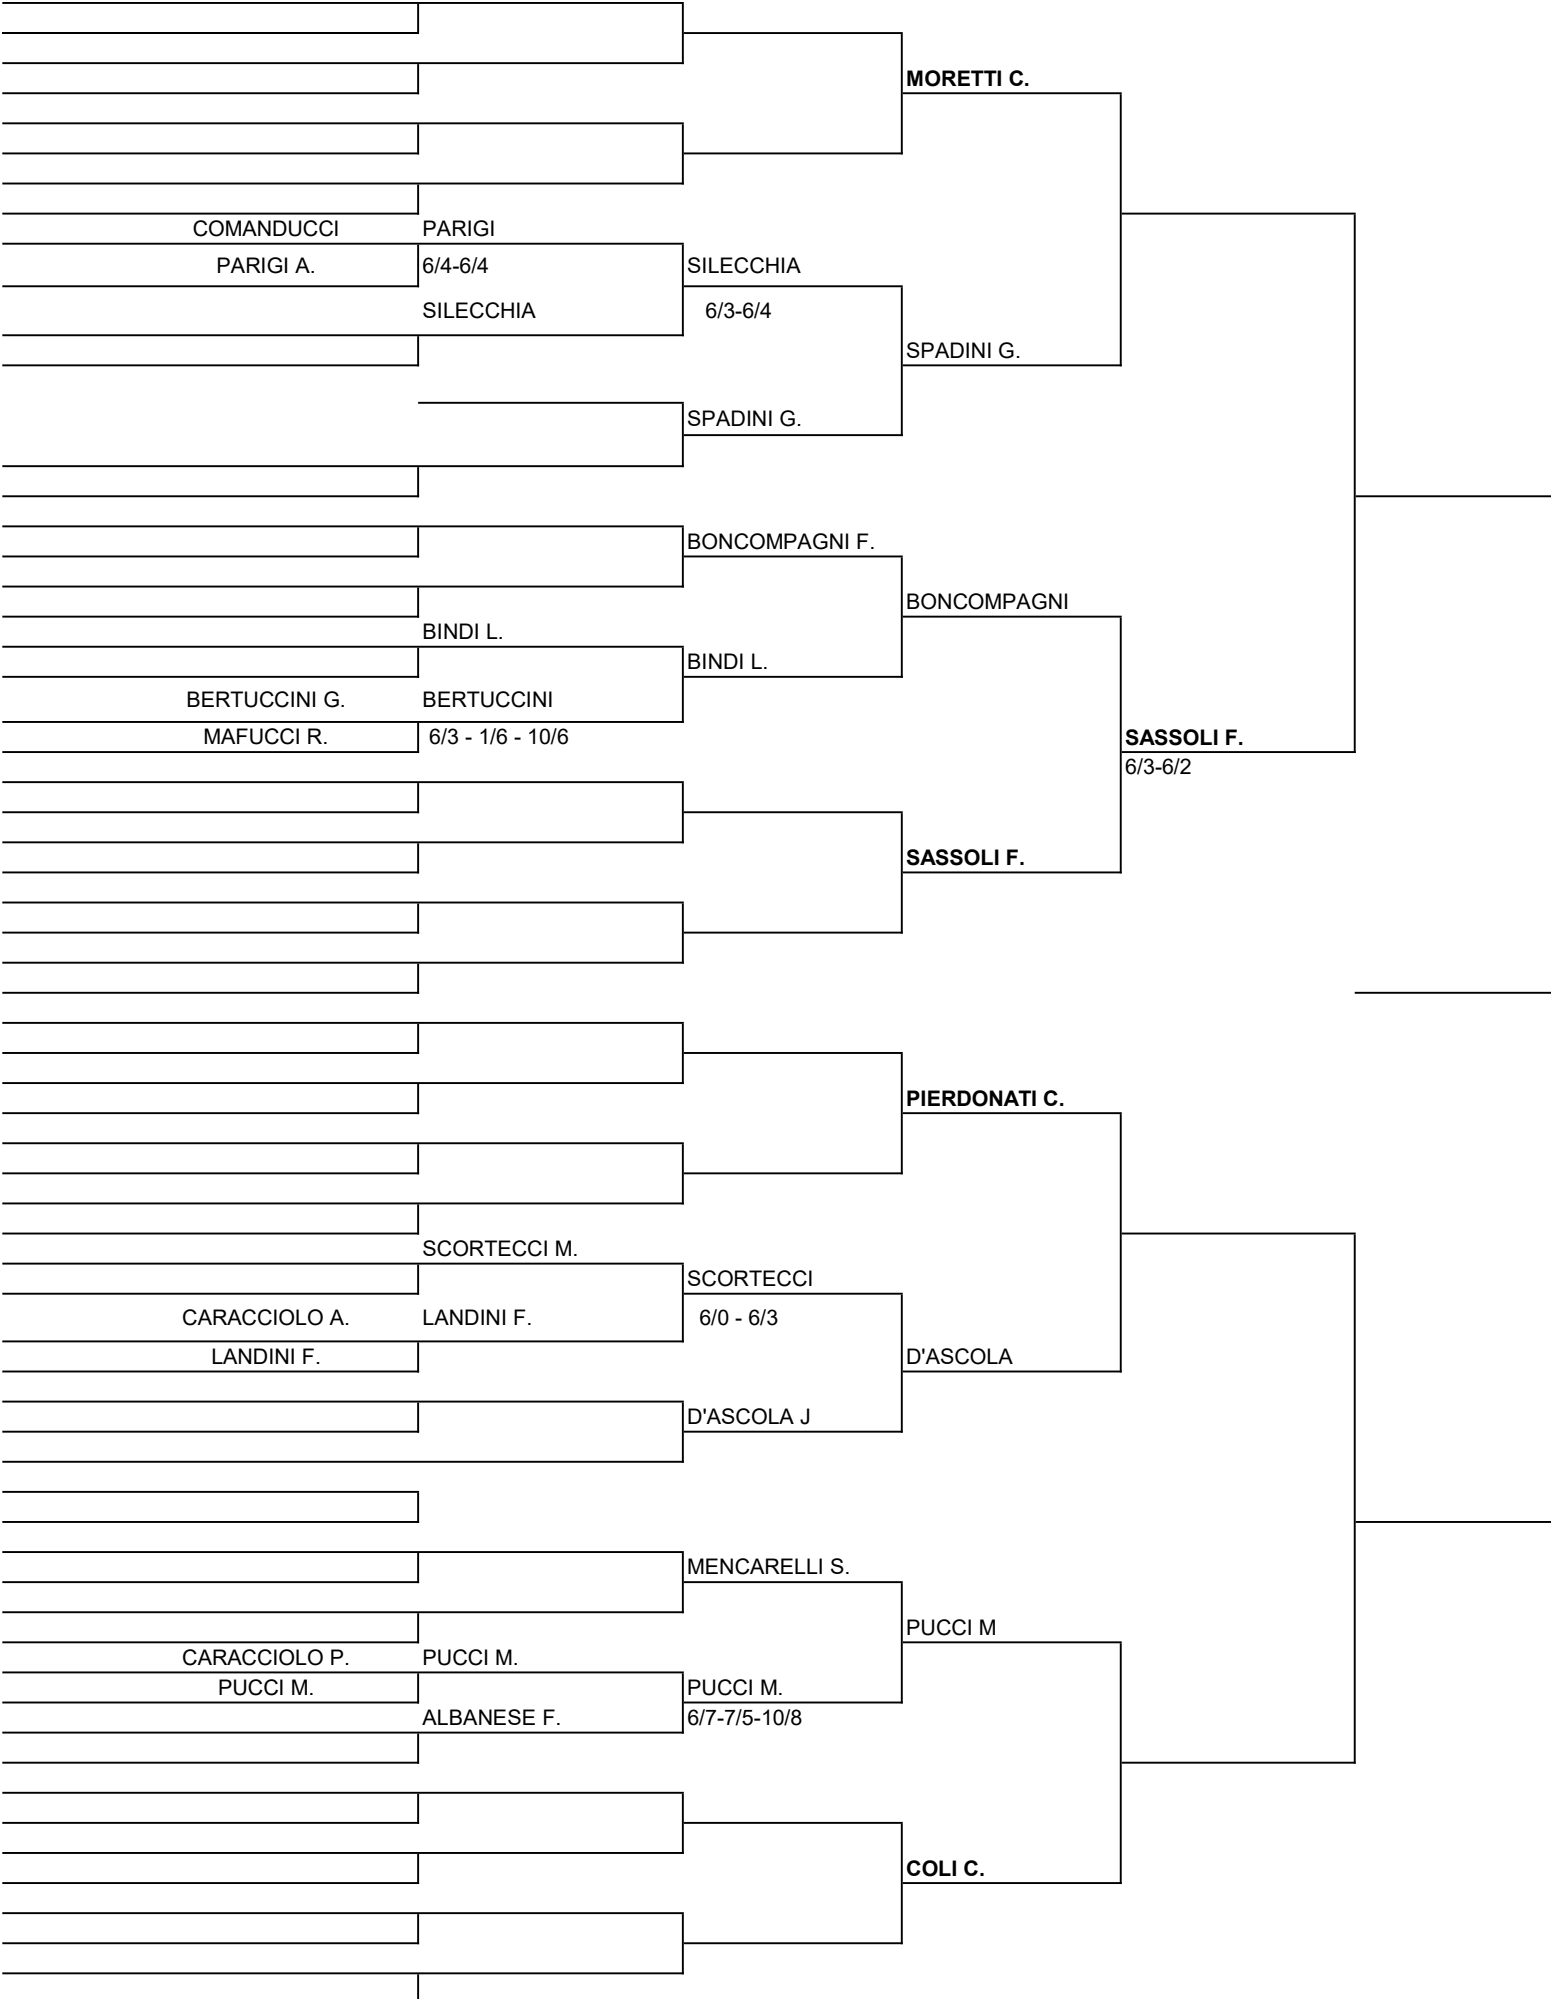 MORETTI C.
COMANDUCCI PARIGI
PARIGI A. 6/4-6/4 SILECCHIA
SILECCHIA 6/3-6/4
SPADINI G.
SPADINI G.
BONCOMPAGNI F.
BONCOMPAGNI
BINDI L.
BINDI L.
BERTUCCINI G. BERTUCCINI
MAFUCCI R. 6/3 - 1/6 - 10/6 SASSOLI F.
6/3-6/2
SASSOLI F.
PIERDONATI C.
SCORTECCI M.
SCORTECCI
CARACCIOLO A. LANDINI F. 6/0 - 6/3
LANDINI F. D'ASCOLA
D'ASCOLA J
MENCARELLI S.
PUCCI M
CARACCIOLO P. PUCCI M.
PUCCI M. PUCCI M.
ALBANESE F. 6/7-7/5-10/8
COLI C.